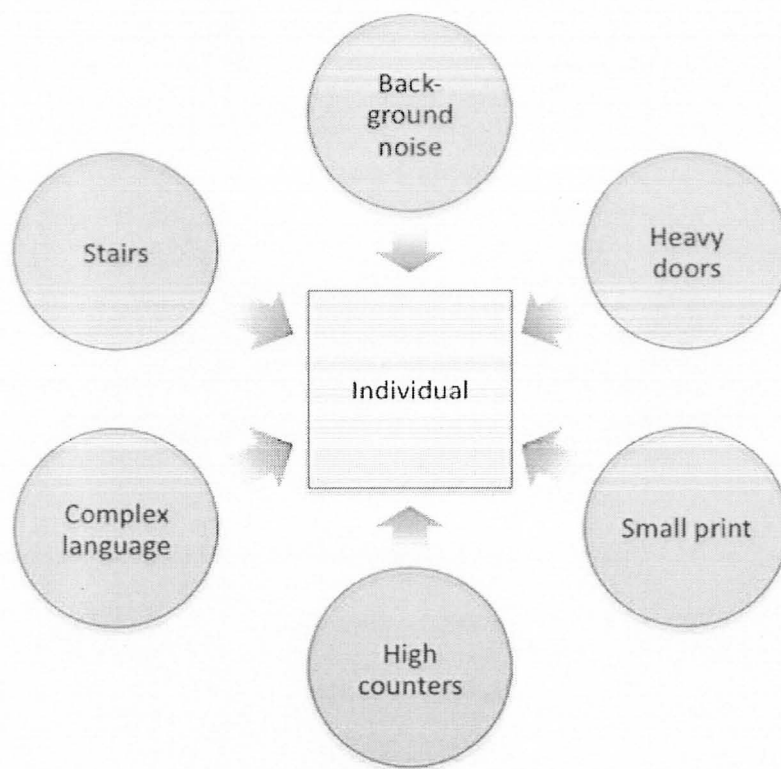 Back-
ground
noise
Stairs
Heavy
doors
Individual
Complex
language
Small print
High
counters